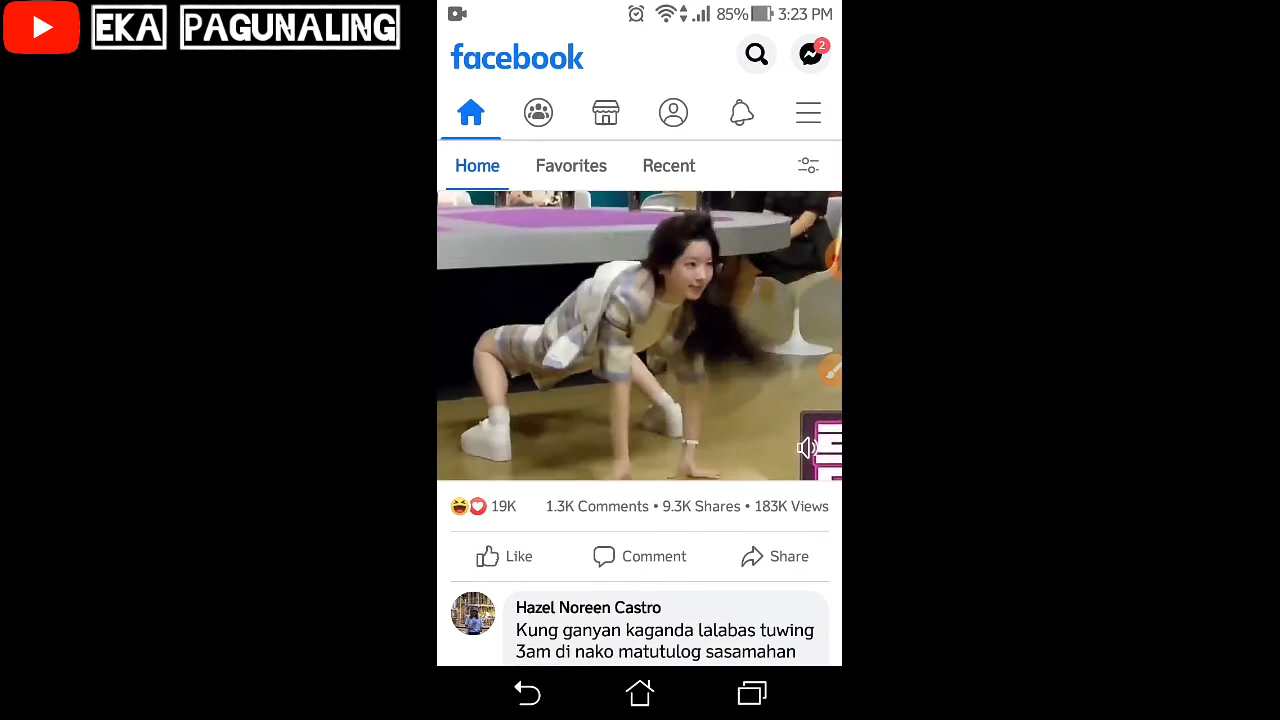 EKA PAGUNALING
85% 3:23 PM
facebook
2
Home Favorites Recent
19K 1.3K Comments • 9.3K Shares • 183K Views
Like Comment Share
Hazel Noreen Castro
Kung ganyan kaganda lalabas tuwing
3am di nako matutulog sasamahan